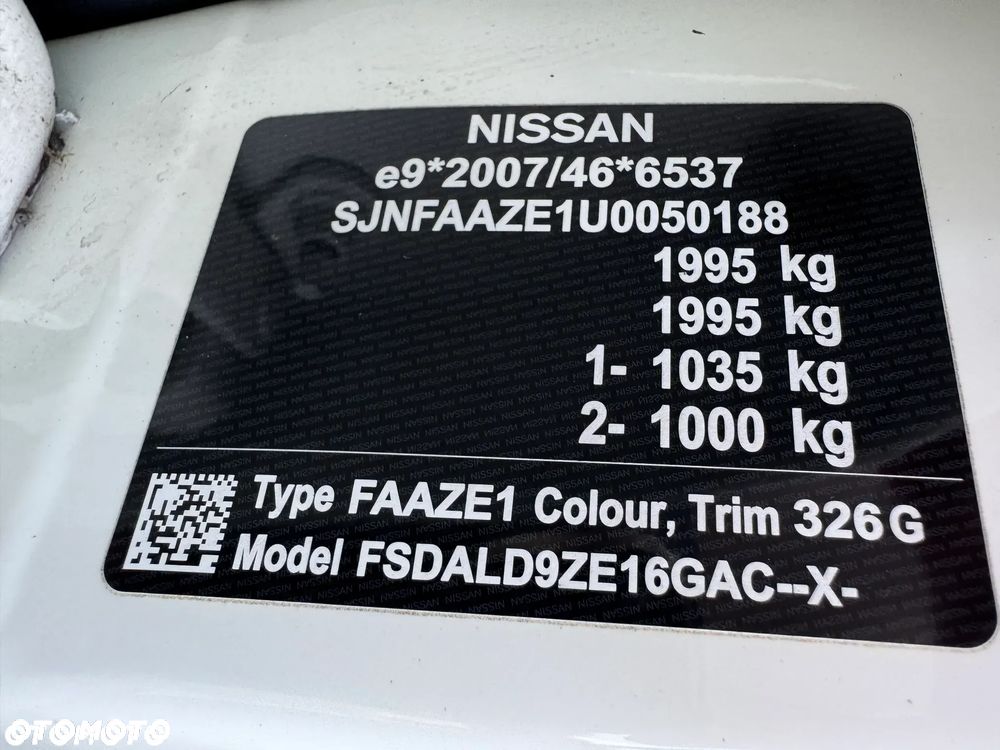 NISSAN
e9*2007/46*6537
SJNFAAZE1U0050188
1995 kg
1995 kg
1- 1035 kg
2- 1000 kg
Type FAAZE1 Colour, Trim 326 G
Model FSDALD9ZE16GAC--X-
OTOMOTO